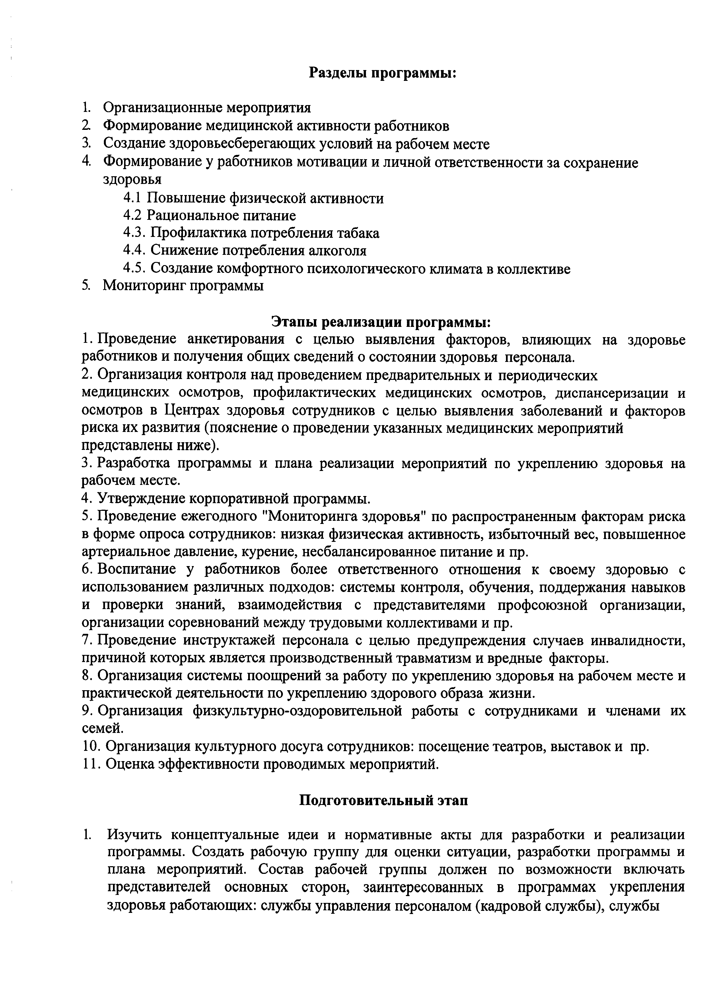 Разделы программы:
1. Организационные мероприятия
2. Формирование медицинской активности работников
3. Создание здоровьесберегающих условий на рабочем месте
4. Формирование у работников мотивации и личной ответственности за сохранение
здоровья
4.1 Повышение физической активности
4.2 Рациональное питание
4.3. Профилактика потребления табака
4.4. Снижение потребления алкоголя
4.5. Создание комфортного психологического климата в коллективе
5. Мониторинг программы
Этапы реализации программы:
1. Проведение анкетирования с целью выявления факторов, влияющих на здоровье
работников и получения общих сведений о состоянии здоровья персонала.
2. Организация контроля над проведением предварительных и периодических
медицинских осмотров, профилактических медицинских осмотров, диспансеризации и
осмотров в Центрах здоровья сотрудников с целью выявления заболеваний и факторов
риска их развития (пояснение о проведении указанных медицинских мероприятий
представлены ниже).
3. Разработка программы и плана реализации мероприятий по укреплению здоровья на
рабочем месте.
4. Утверждение корпоративной программы.
5. Проведение ежегодного "Мониторинга здоровья" по распространенным факторам риска
в форме опроса сотрудников: низкая физическая активность, избыточный вес, повышенное
артериальное давление, курение, несбалансированное питание и пр.
6. Воспитание у работников более ответственного отношения к своему здоровью с
использованием различных подходов: системы контроля, обучения, поддержания навыков
и проверки знаний, взаимодействия с представителями профсоюзной организации,
организации соревнований между трудовыми коллективами и пр.
7. Проведение инструктажей персонала с целью предупреждения случаев инвалидности,
причиной которых является производственный травматизм и вредные факторы.
8. Организация системы поощрений за работу по укреплению здоровья на рабочем месте и
практической деятельности по укреплению здорового образа жизни.
9. Организация физкультурно-оздоровительной работы с сотрудниками и членами их
семей.
10. Организация культурного досуга сотрудников: посещение театров, выставок и пр.
11. Оценка эффективности проводимых мероприятий.
Подготовительный этап
1. Изучить концептуальные идеи и нормативные акты для разработки и реализации
программы. Создать рабочую группу для оценки ситуации, разработки программы и
плана мероприятий. Состав рабочей группы должен по возможности включать
представителей основных сторон, заинтересованных в программах укрепления
здоровья работающих: службы управления персоналом (кадровой службы), службы